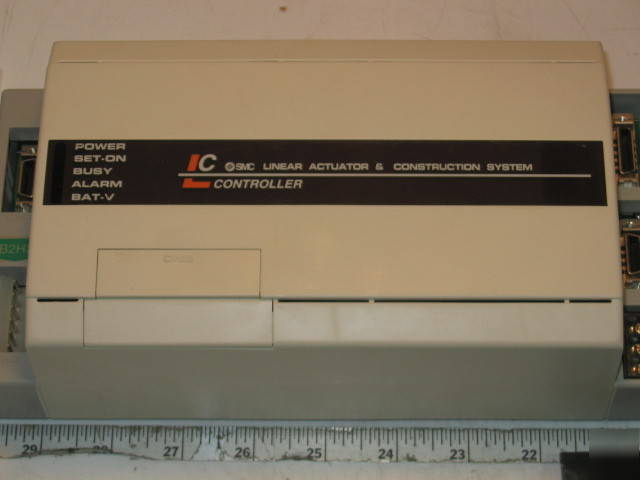 POWER
SET-ON
BUSY
ALARM
BAT-V
LC SMC LINEAR ACTUATOR & CONSTRUCTION SYSTEM
CONTROLLER
B2H
29 27 26 25 24 23 22